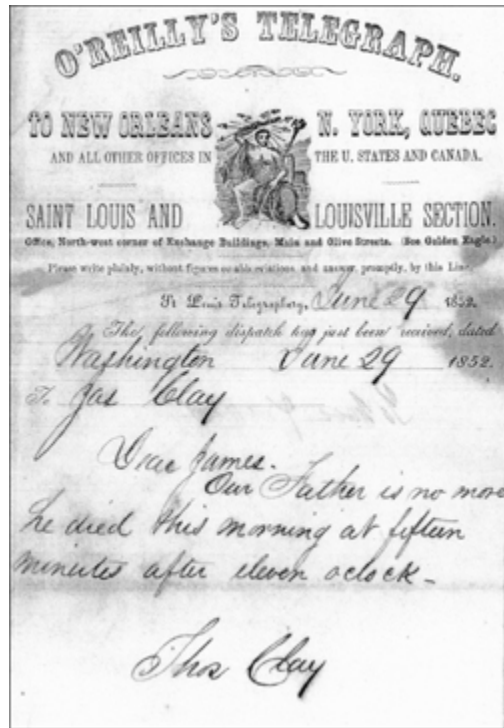 O'REILLY'S TELEGRAPH.
TO NEW ORLEANS N. YORK, QUEBEC
AND ALL OTHER OFFICES IN THE U. STATES AND CANADA.
SAINT LOUIS AND LOUISVILLE SECTION.
Office, North-west corner of Exchange Buildings, Main and Olive Streets. (See Golden Eagle.)
Please write plainly, without figures or abbreviations, and answer promptly, by this Line.
St Louis Telegraphery, June 29 1852.
The following dispatch has just been received, dated
Washington June 29 1852.
To Jas Clay
Dear James.
Our Father is no more
he died this morning at fifteen
minutes after eleven oclock -
Thos Clay